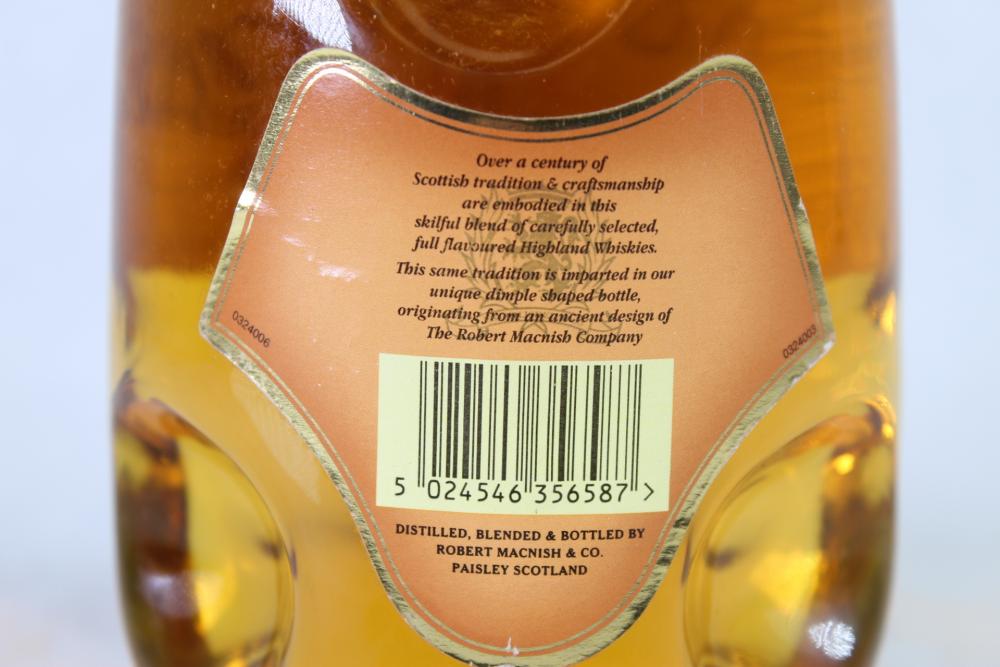 Over a century of
Scottish tradition & craftsmanship
are embodied in this
skilful blend of carefully selected,
full flavoured Highland Whiskies.
This same tradition is imparted in our
unique dimple shaped bottle,
originating from an ancient design of
The Robert Macnish Company
0324006
0324003
5 024546 356587 >
DISTILLED, BLENDED & BOTTLED BY
ROBERT MACNISH & CO.
PAISLEY SCOTLAND